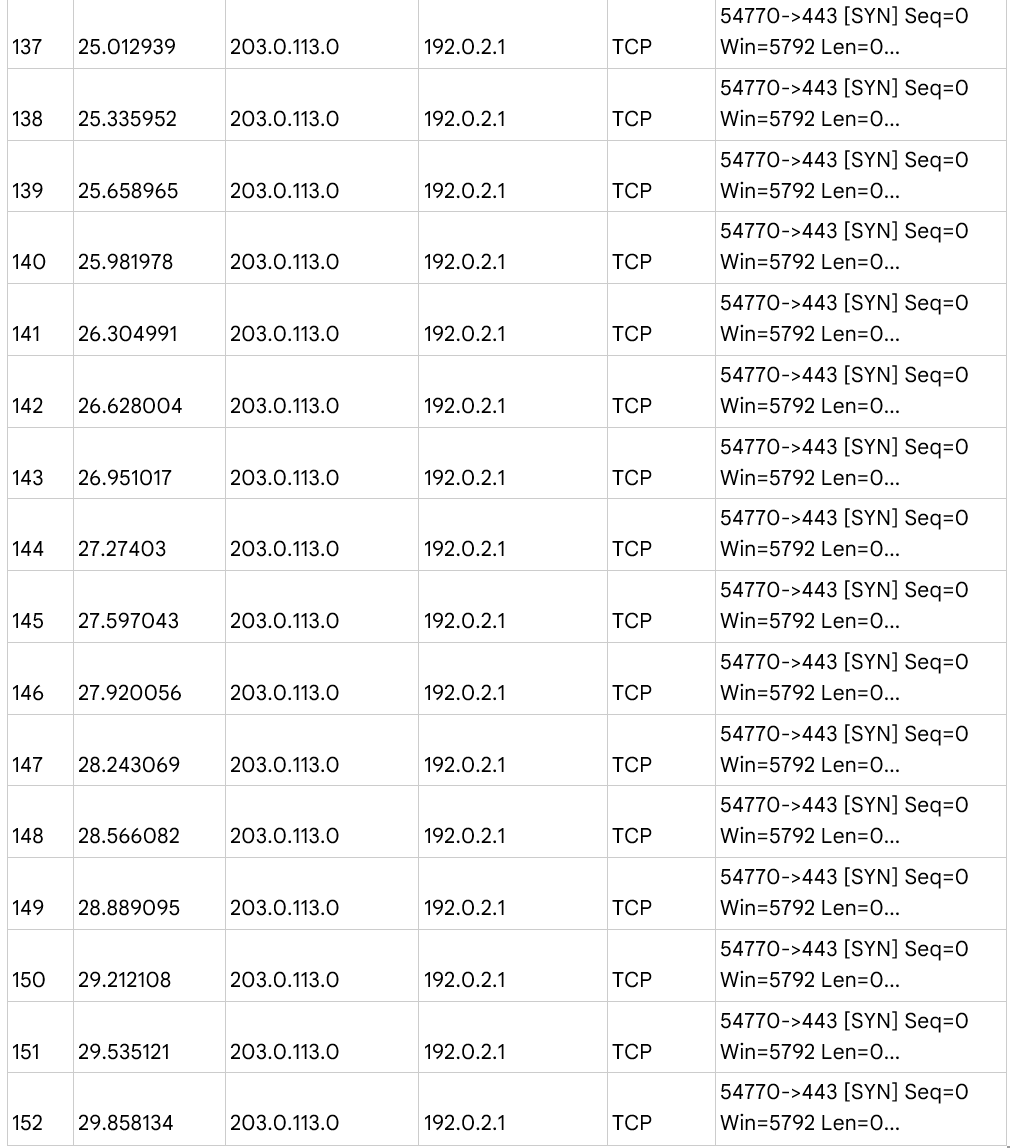 54770->443 [SYN] Seq=0
137 25.012939 203.0.113.0 192.0.2.1 TCP Win=5792 Len=0...
54770->443 [SYN] Seq=0
138 25.335952 203.0.113.0 192.0.2.1 TCP Win=5792 Len=0...
54770->443 [SYN] Seq=0
139 25.658965 203.0.113.0 192.0.2.1 TCP Win=5792 Len=0...
54770->443 [SYN] Seq=0
140 25.981978 203.0.113.0 192.0.2.1 TCP Win=5792 Len=0...
54770->443 [SYN] Seq=0
141 26.304991 203.0.113.0 192.0.2.1 TCP Win=5792 Len=0...
54770->443 [SYN] Seq=0
142 26.628004 203.0.113.0 192.0.2.1 TCP Win=5792 Len=0...
54770->443 [SYN] Seq=0
143 26.951017 203.0.113.0 192.0.2.1 TCP Win=5792 Len=0...
54770->443 [SYN] Seq=0
144 27.27403 203.0.113.0 192.0.2.1 TCP Win=5792 Len=0...
54770->443 [SYN] Seq=0
145 27.597043 203.0.113.0 192.0.2.1 TCP Win=5792 Len=0...
54770->443 [SYN] Seq=0
146 27.920056 203.0.113.0 192.0.2.1 TCP Win=5792 Len=0...
54770->443 [SYN] Seq=0
147 28.243069 203.0.113.0 192.0.2.1 TCP Win=5792 Len=0...
54770->443 [SYN] Seq=0
148 28.566082 203.0.113.0 192.0.2.1 TCP Win=5792 Len=0...
54770->443 [SYN] Seq=0
149 28.889095 203.0.113.0 192.0.2.1 TCP Win=5792 Len=0...
54770->443 [SYN] Seq=0
150 29.212108 203.0.113.0 192.0.2.1 TCP Win=5792 Len=0...
54770->443 [SYN] Seq=0
151 29.535121 203.0.113.0 192.0.2.1 TCP Win=5792 Len=0...
54770->443 [SYN] Seq=0
152 29.858134 203.0.113.0 192.0.2.1 TCP Win=5792 Len=0...